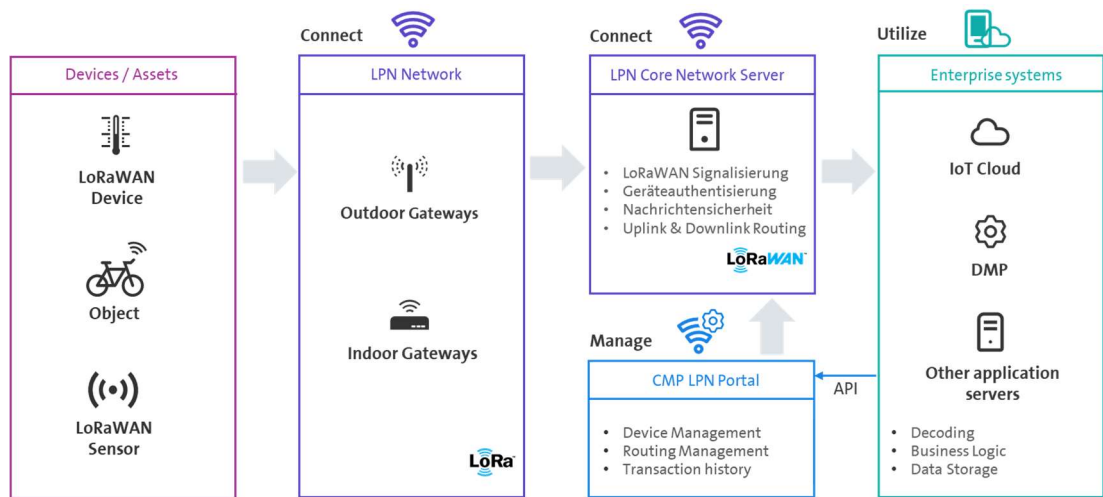 Devices / Assets
LoRaWAN
Device
Object
LoRaWAN
Sensor
Connect
LPN Network
Outdoor Gateways
Indoor Gateways
LoRa™
Connect
LPN Core Network Server
• LoRaWAN Signalisierung
• Geräteauthentisierung
• Nachrichtensicherheit
• Uplink & Downlink Routing
LoRaWAN™
Manage
CMP LPN Portal
• Device Management
• Routing Management
• Transaction history
API
Utilize
Enterprise systems
IoT Cloud
DMP
Other application
servers
• Decoding
• Business Logic
• Data Storage